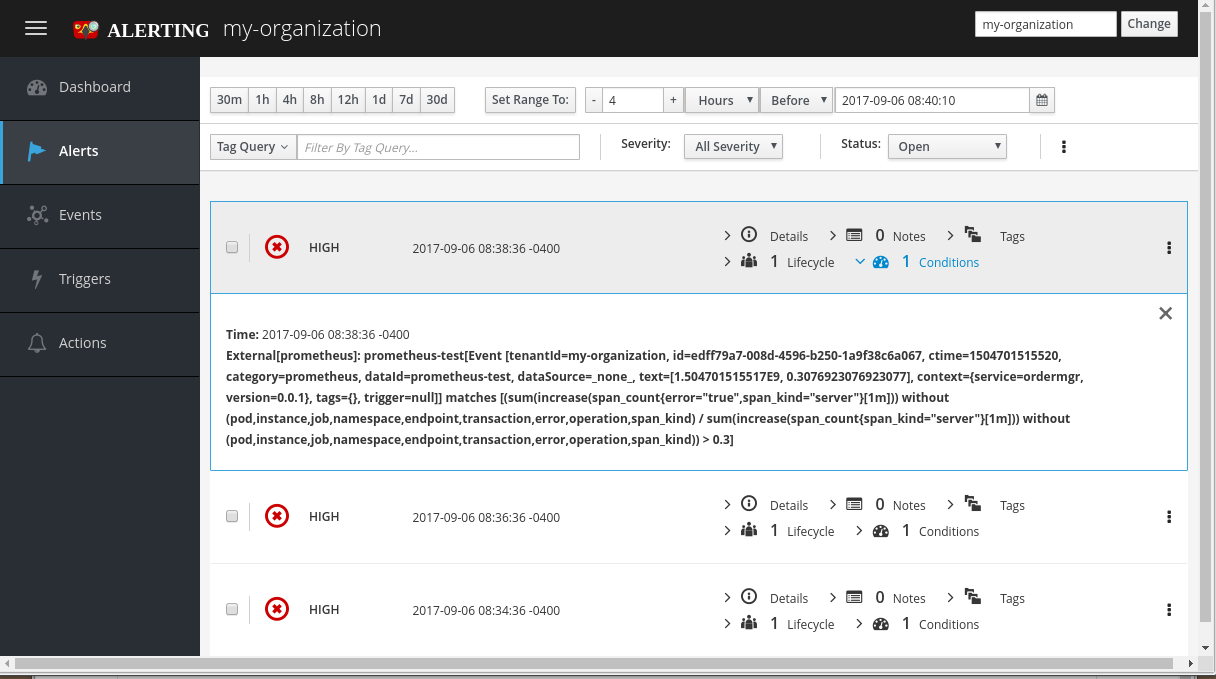 ALERTING my-organization my-organization Change
Dashboard
Alerts
Events
Triggers
Actions
30m 1h 4h 8h 12h 1d 7d 30d Set Range To: - 4 + Hours Before 2017-09-06 08:40:10
Tag Query Filter By Tag Query... Severity: All Severity Status: Open
HIGH 2017-09-06 08:38:36 -0400 Details 0 Notes Tags
1 Lifecycle 1 Conditions
Time: 2017-09-06 08:38:36 -0400
External[prometheus]: prometheus-test[Event [tenantId=my-organization, id=edff79a7-008d-4596-b250-1a9f38c6a067, ctime=1504701515520,
category=prometheus, dataId=prometheus-test, dataSource=_none_, text=[1.504701515517E9, 0.3076923076923077], context={service=ordermgr,
version=0.0.1}, tags={}, trigger=null]] matches [(sum(increase(span_count{error="true",span_kind="server"}[1m])) without
(pod,instance,job,namespace,endpoint,transaction,error,operation,span_kind) / sum(increase(span_count{span_kind="server"}[1m])) without
(pod,instance,job,namespace,endpoint,transaction,error,operation,span_kind)) > 0.3]
HIGH 2017-09-06 08:36:36 -0400 Details 0 Notes Tags
1 Lifecycle 1 Conditions
HIGH 2017-09-06 08:34:36 -0400 Details 0 Notes Tags
1 Lifecycle 1 Conditions